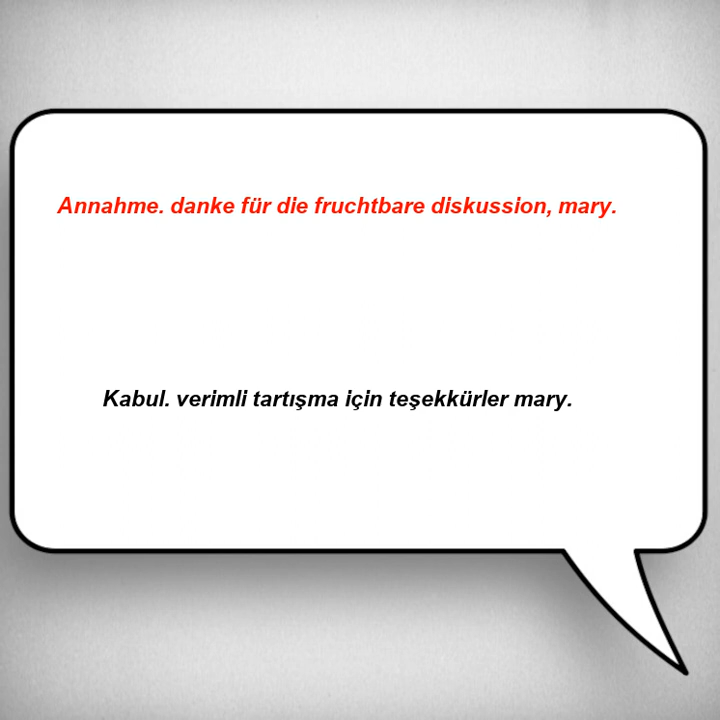 Annahme. danke für die fruchtbare diskussion, mary.
Kabul. verimli tartışma için teşekkürler mary.